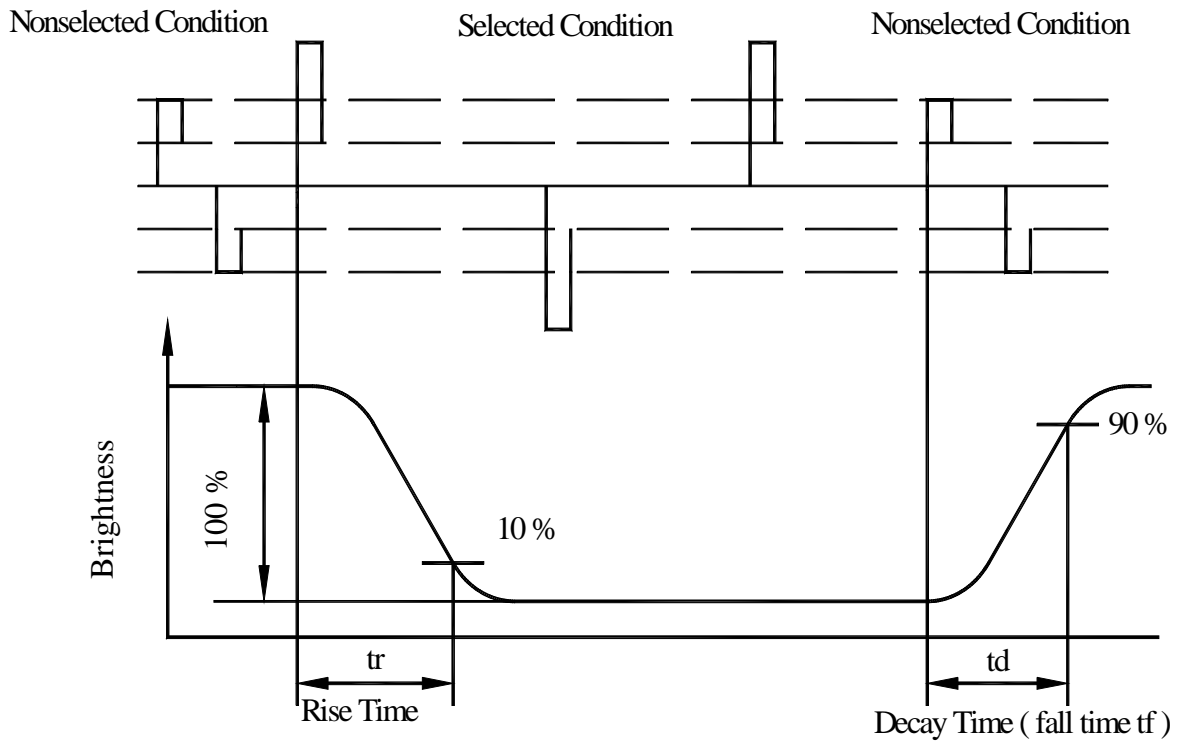 Nonselected Condition
Selected Condition
Nonselected Condition
Brightness
100 %
10 %
90 %
tr
Rise Time
td
Decay Time ( fall time tf )